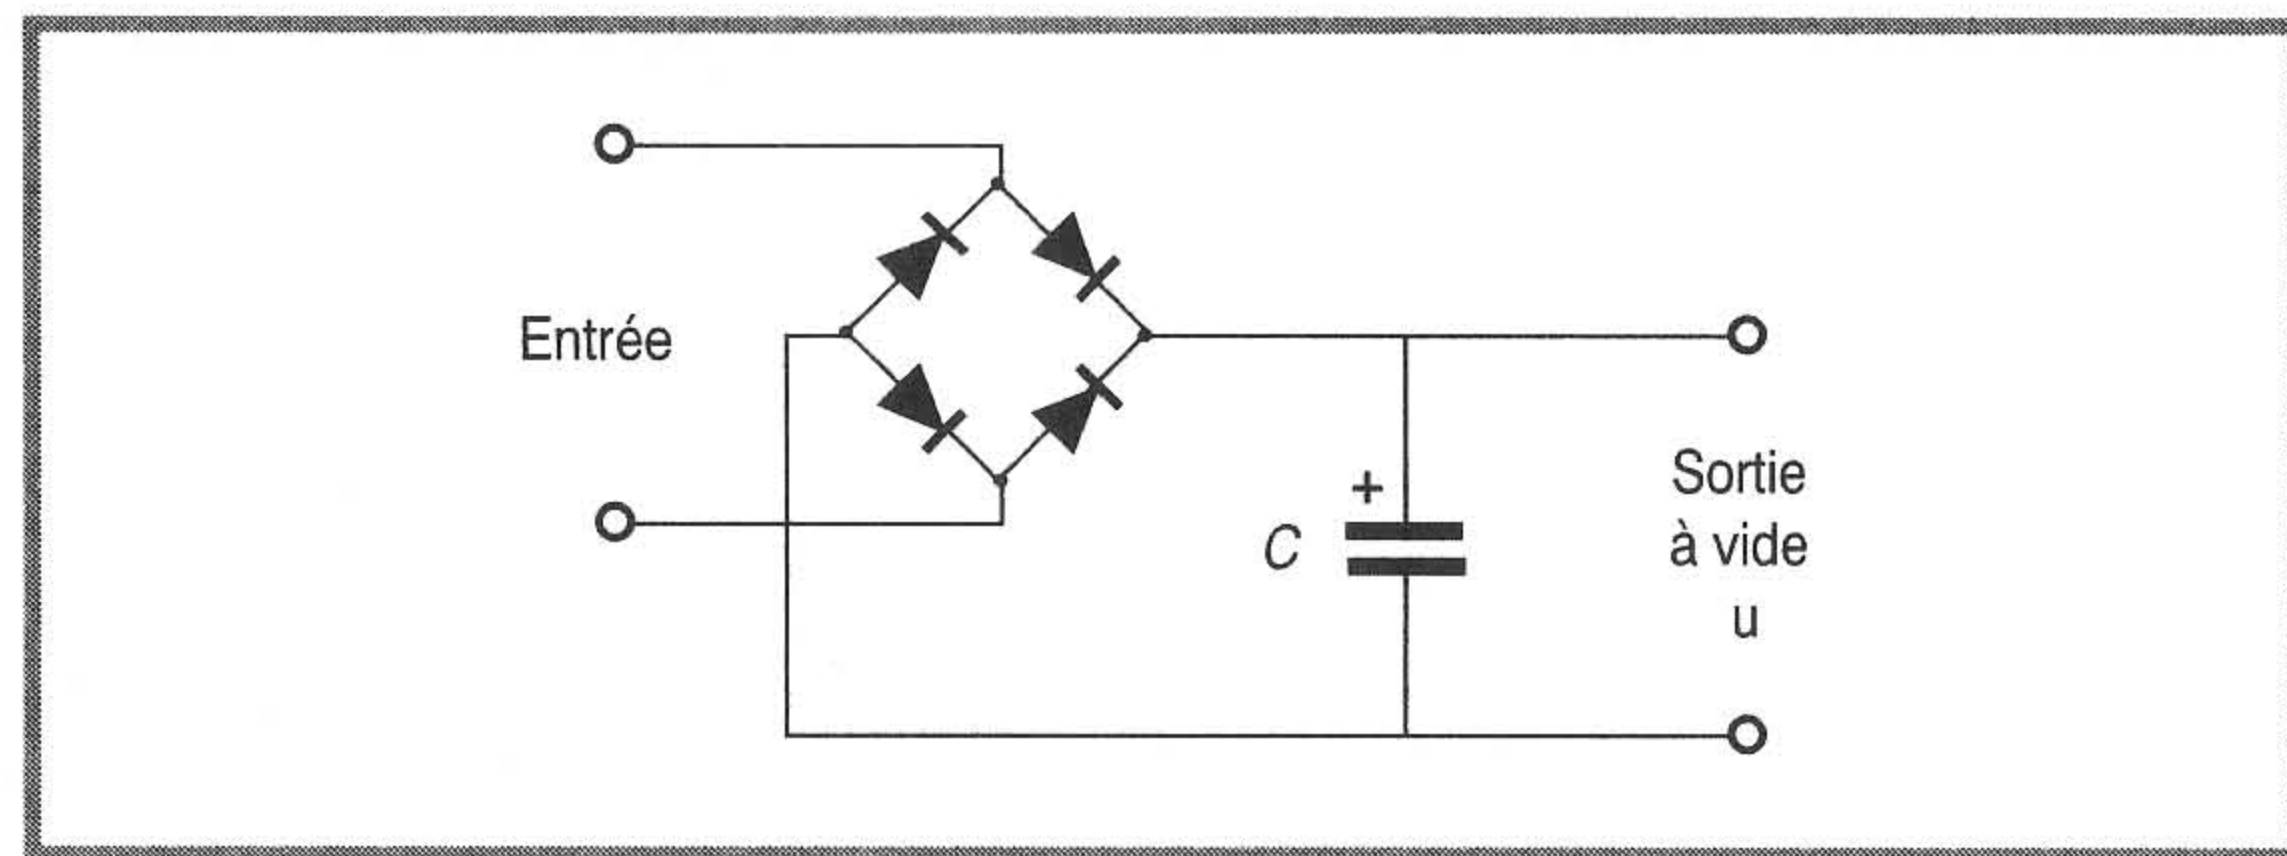 Entrée
+
C
Sortie
à vide
u